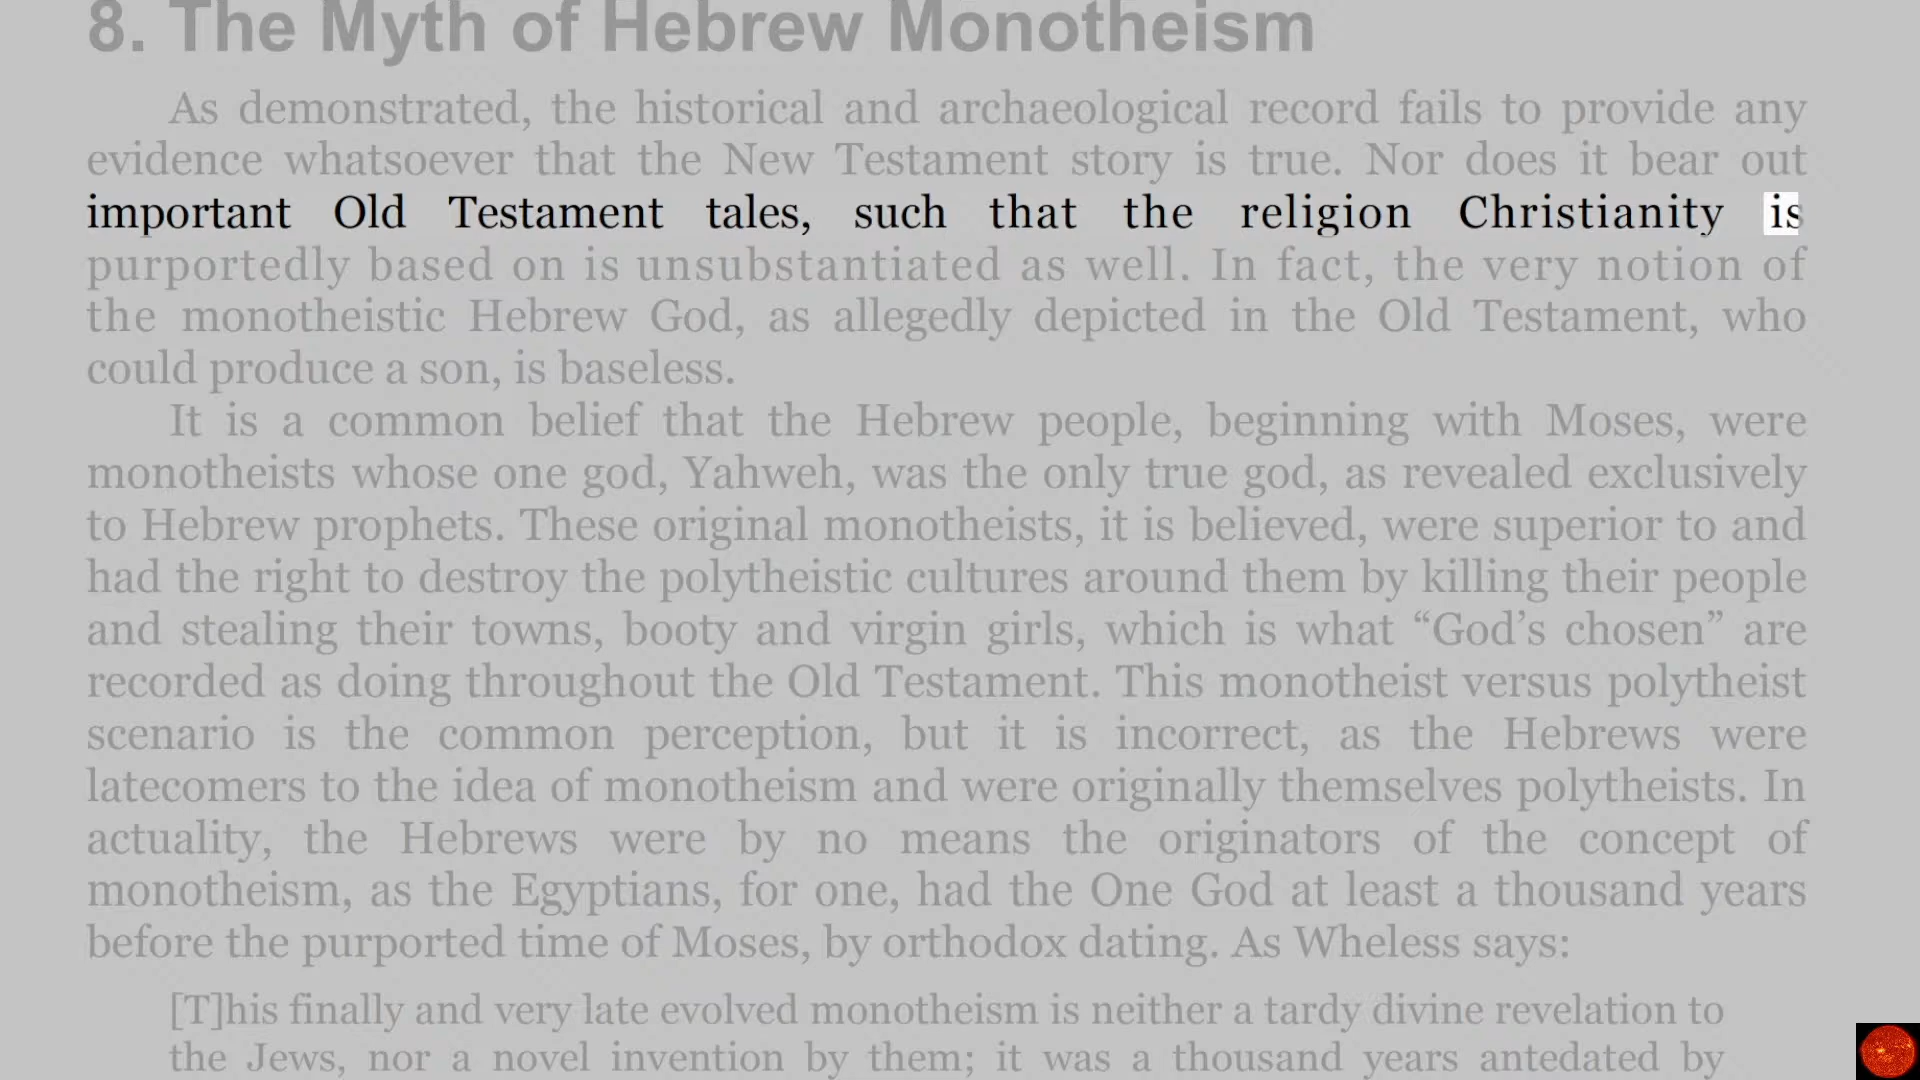 8. The Myth of Hebrew Monotheism
As demonstrated, the historical and archaeological record fails to provide any
evidence whatsoever that the New Testament story is true. Nor does it bear out
important Old Testament tales, such that the religion Christianity is
purportedly based on is unsubstantiated as well. In fact, the very notion of
the monotheistic Hebrew God, as allegedly depicted in the Old Testament, who
could produce a son, is baseless.
It is a common belief that the Hebrew people, beginning with Moses, were
monotheists whose one god, Yahweh, was the only true god, as revealed exclusively
to Hebrew prophets. These original monotheists, it is believed, were superior to and
had the right to destroy the polytheistic cultures around them by killing their people
and stealing their towns, booty and virgin girls, which is what “God’s chosen” are
recorded as doing throughout the Old Testament. This monotheist versus polytheist
scenario is the common perception, but it is incorrect, as the Hebrews were
latecomers to the idea of monotheism and were originally themselves polytheists. In
actuality, the Hebrews were by no means the originators of the concept of
monotheism, as the Egyptians, for one, had the One God at least a thousand years
before the purported time of Moses, by orthodox dating. As Wheless says:
[T]his finally and very late evolved monotheism is neither a tardy divine revelation to
the Jews, nor a novel invention by them; it was a thousand years antedated by